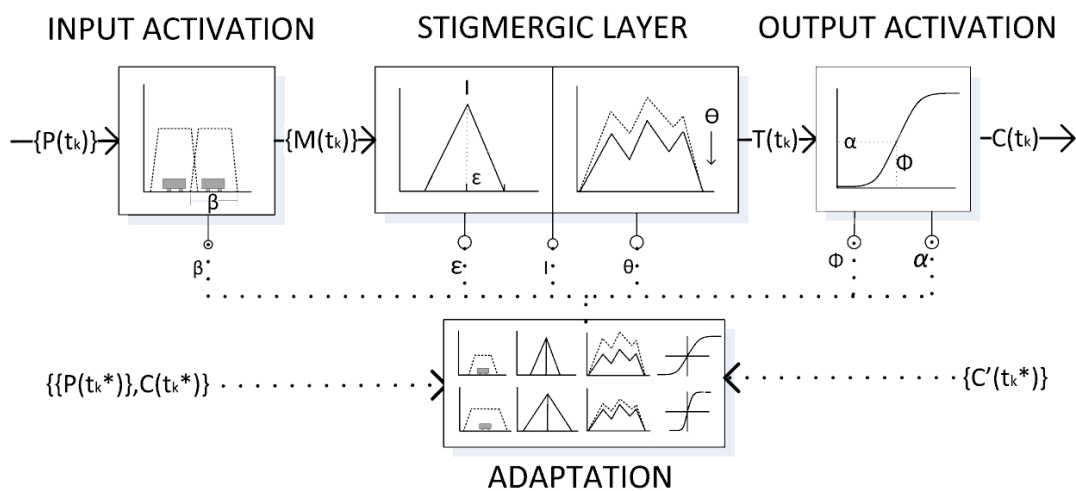 INPUT ACTIVATION
STIGMERGIC LAYER
OUTPUT ACTIVATION
{P(tk)}
β
{M(tk)}
I
ε
Θ
T(tk)
α
Φ
C(tk)
β
ε
I
θ
Φ
α
{{P(tk*)},C(tk*)}
{C’(tk*)}
ADAPTATION